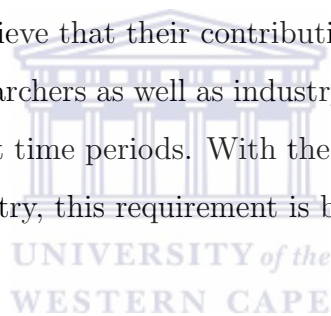 ieve that their contributi
archers as well as industr
t time periods. With the
try, this requirement is b
UNIVERSITY of the
WESTERN CAPE